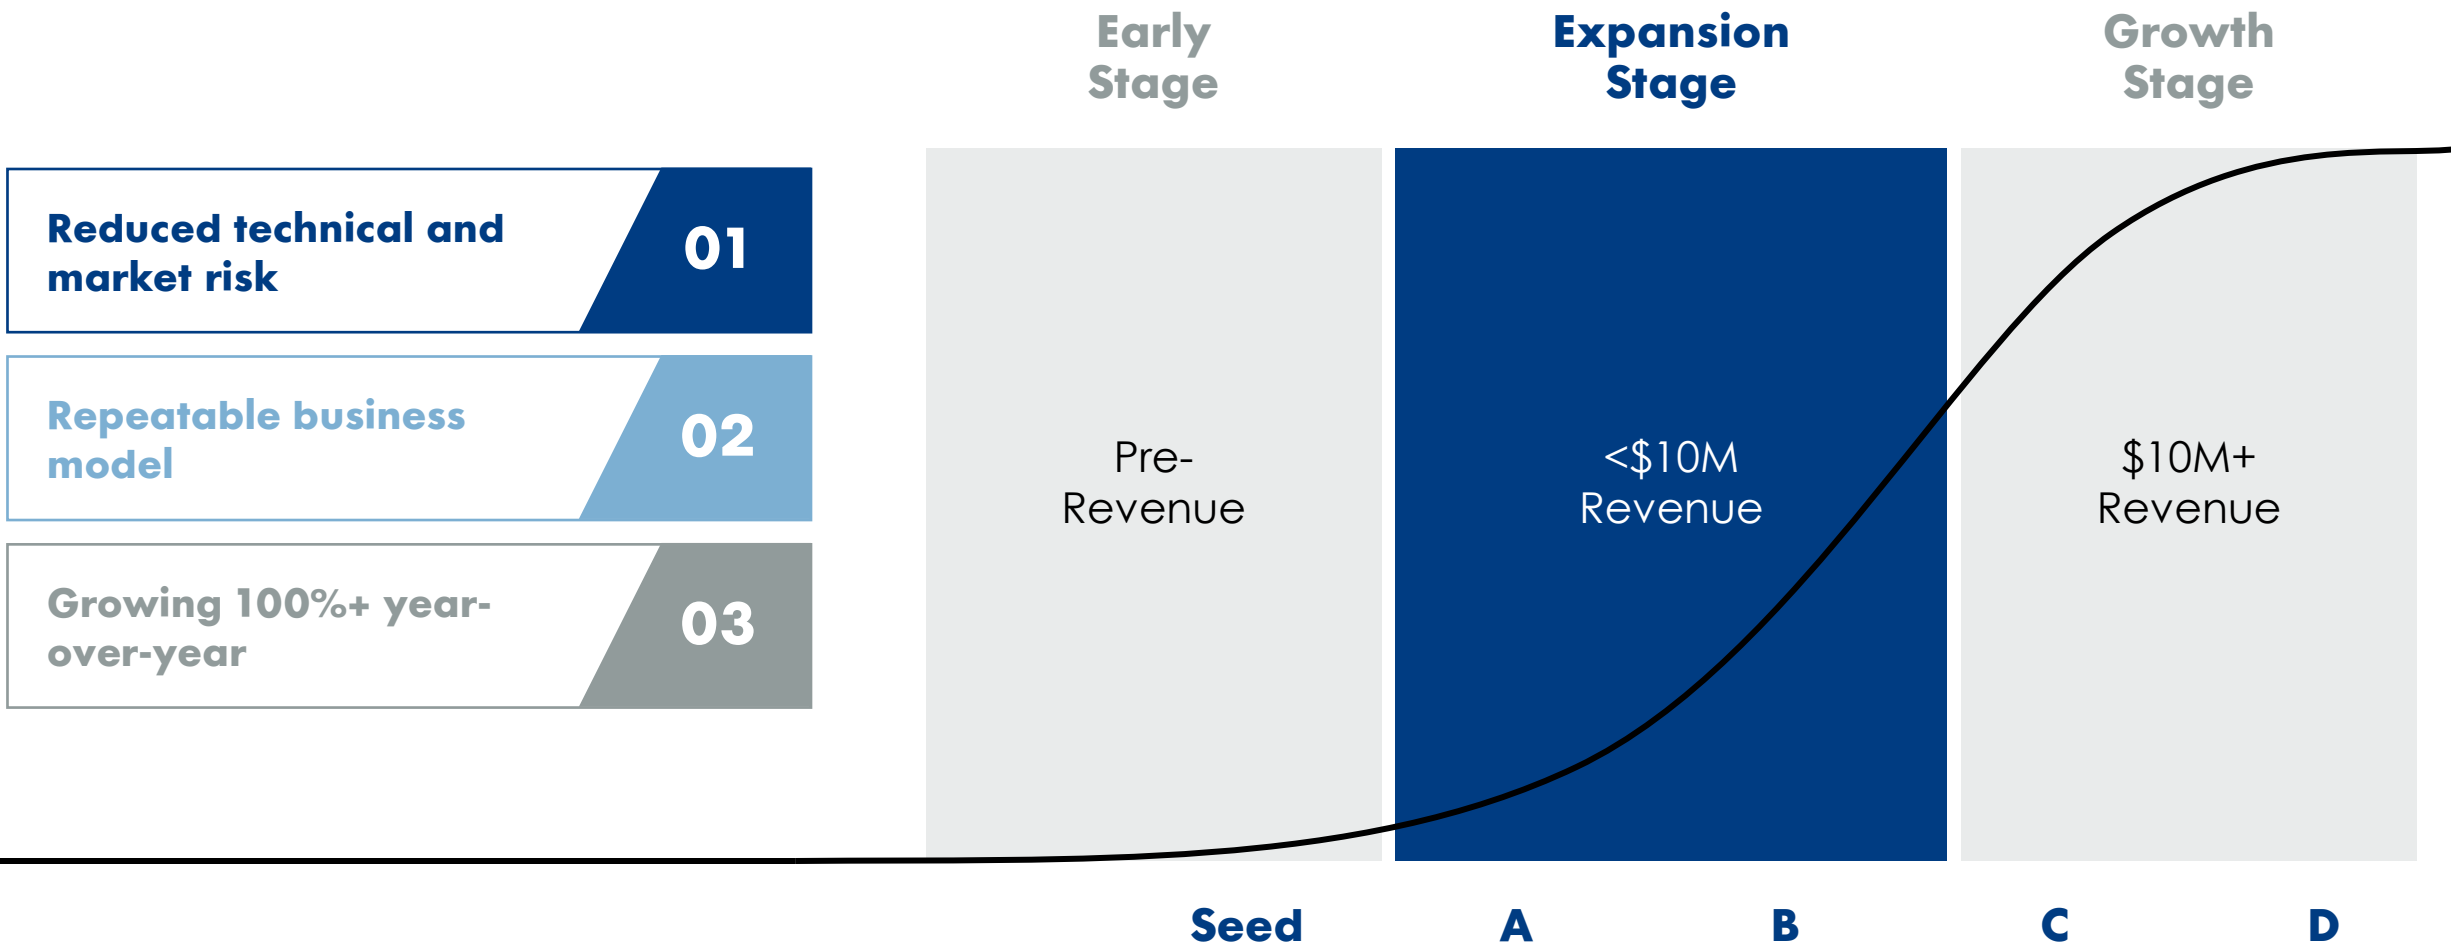 Early
Stage
Expansion
Stage
Growth
Stage
Reduced technical and
market risk
01
Repeatable business
model
02
Growing 100%+ year-
over-year
03
Pre-
Revenue
<$10M
Revenue
$10M+
Revenue
Seed
A
B
C
D